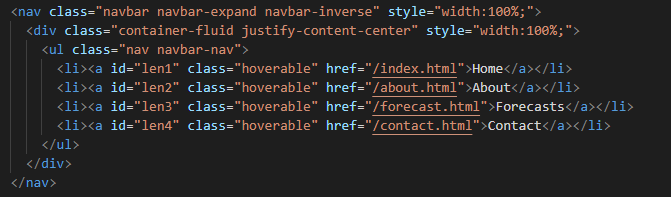 <nav class="navbar navbar-expand navbar-inverse" style="width:100%;">
<div class="container-fluid justify-content-center" style="width:100%;">
<ul class="nav navbar-nav">
<li><a id="len1" class="hoverable" href="/index.html">Home</a></li>
<li><a id="len2" class="hoverable" href="/about.html">About</a></li>
<li><a id="len3" class="hoverable" href="/forecast.html">Forecasts</a></li>
<li><a id="len4" class="hoverable" href="/contact.html">Contact</a></li>
</ul>
</div>
</nav>